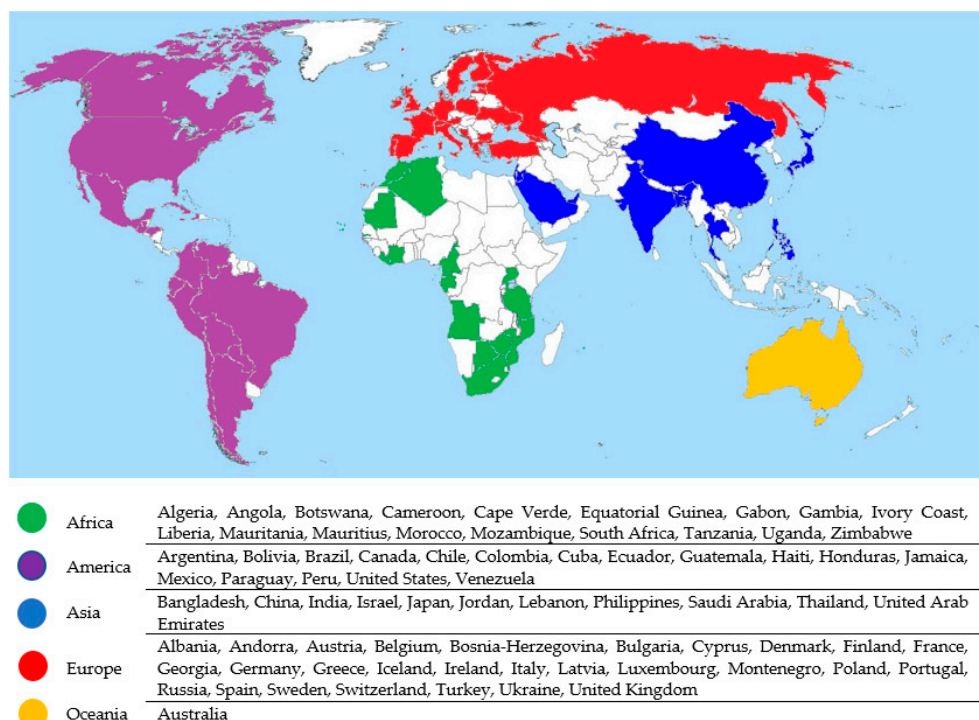 Africa
Algeria, Angola, Botswana, Cameroon, Cape Verde, Equatorial Guinea, Gabon, Gambia, Ivory Coast,
Liberia, Mauritania, Mauritius, Morocco, Mozambique, South Africa, Tanzania, Uganda, Zimbabwe
America
Argentina, Bolivia, Brazil, Canada, Chile, Colombia, Cuba, Ecuador, Guatemala, Haiti, Honduras, Jamaica,
Mexico, Paraguay, Peru, United States, Venezuela
Asia
Bangladesh, China, India, Israel, Japan, Jordan, Lebanon, Philippines, Saudi Arabia, Thailand, United Arab
Emirates
Europe
Albania, Andorra, Austria, Belgium, Bosnia-Herzegovina, Bulgaria, Cyprus, Denmark, Finland, France,
Georgia, Germany, Greece, Iceland, Ireland, Italy, Latvia, Luxembourg, Montenegro, Poland, Portugal,
Russia, Spain, Sweden, Switzerland, Turkey, Ukraine, United Kingdom
Oceania
Australia